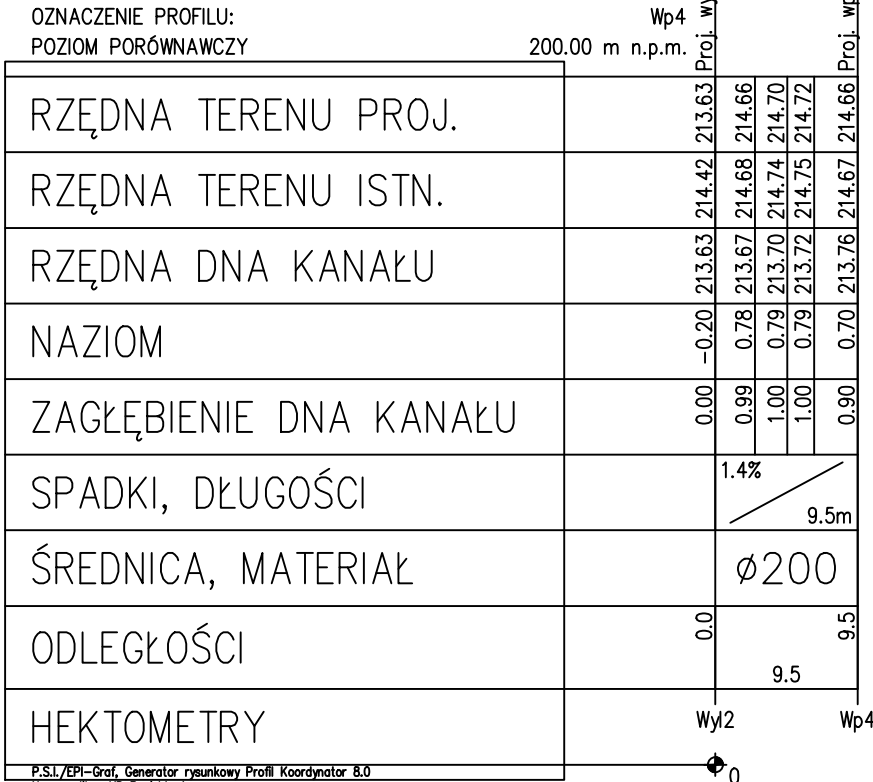 OZNACZENIE PROFILU: Wp4
POZIOM PORÓWNAWCZY 200.00 m n.p.m.
Proj. Proj.
RZĘDNA TERENU PROJ. 213.63 214.66 214.70 214.72 214.66
RZĘDNA TERENU ISTN. 214.42 214.68 214.74 214.75 214.67
RZĘDNA DNA KANAŁU 213.63 213.67 213.70 213.72 213.76
NAZIOM -0.20 0.78 0.79 0.79 0.70
ZAGŁĘBIENIE DNA KANAŁU 0.00 0.99 1.00 1.00 0.90
SPADKI, DŁUGOŚCI 1.4% 9.5m
ŚREDNICA, MATERIAŁ ø200
ODLEGŁOŚCI 0.0 9.5 9.5
HEKTOMETRY Wyl2 Wp4
P.S.I./EPI-Graf, Generator rysunkowy Profil Koordynator 8.0
0